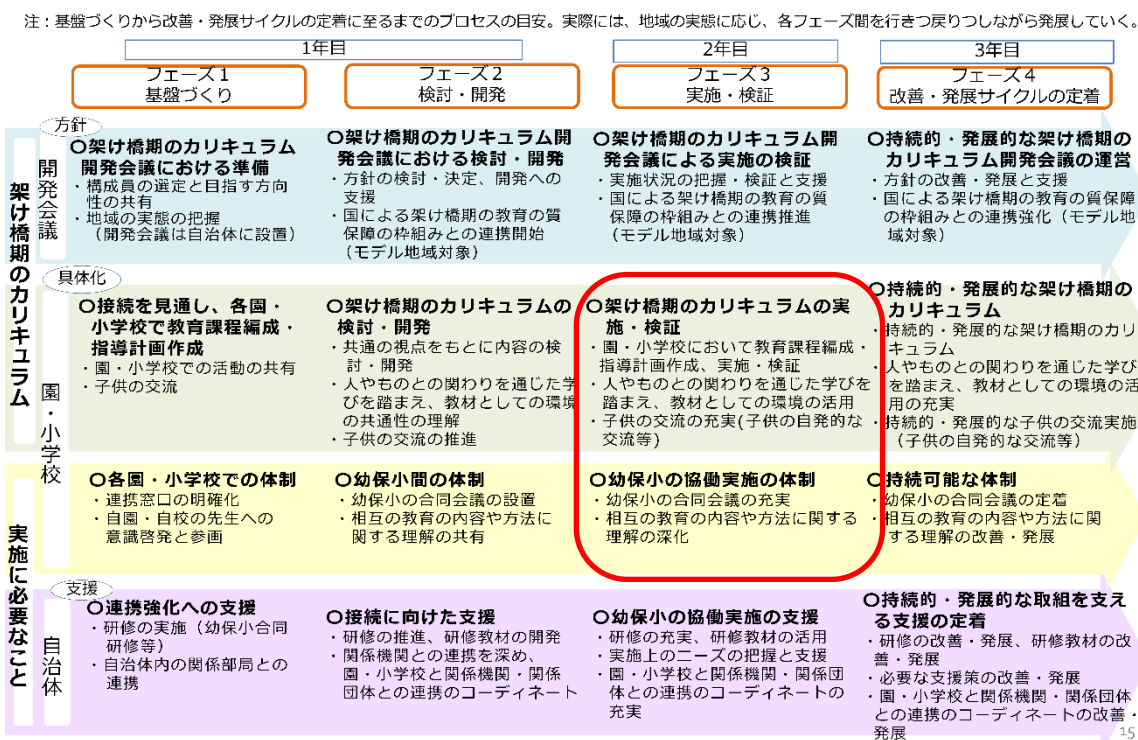 注：基盤づくりから改善・発展サイクルの定着に至るまでのプロセスの目安。実際には、地域の実態に応じ、各フェーズ間を行きつ戻りつしながら発展していく。
1年目
2年目
3年目
フェーズ1
基盤づくり
フェーズ2
検討・開発
フェーズ3
実施・検証
フェーズ4
改善・発展サイクルの定着
架け橋期のカリキュラム
方針
開発会議
〇架け橋期のカリキュラム
開発会議における準備
・構成員の選定と目指す方向
性の共有
・地域の実態の把握
（開発会議は自治体に設置）
〇架け橋期のカリキュラム開
発会議における検討・開発
・方針の検討・決定、開発への
支援
・国による架け橋期の教育の質
保障の枠組みとの連携開始
（モデル地域対象）
〇架け橋期のカリキュラム開
発会議による実施の検証
・実施状況の把握・検証と支援
・国による架け橋期の教育の質
保障の枠組みとの連携推進
（モデル地域対象）
〇持続的・発展的な架け橋期の
カリキュラム開発会議の運営
・方針の改善・発展と支援
・国による架け橋期の教育の質保障
の枠組みとの連携強化（モデル地
域対象）
具体化
園・小学校
〇接続を見通し、各園・
小学校で教育課程編成・
指導計画作成
・園・小学校での活動の共有
・子供の交流
〇架け橋期のカリキュラムの
検討・開発
・共通の視点をもとに内容の検
討・開発
・人やものとの関わりを通じた学
びを踏まえ、教材としての環境
の共通性の理解
・子供の交流の推進
〇架け橋期のカリキュラムの実
施・検証
・園・小学校において教育課程編成・
指導計画作成、実施・検証
・人やものとの関わりを通じた学びを
踏まえ、教材としての環境の活用
・子供の交流の充実(子供の自発的な
交流等)
〇持続的・発展的な架け橋期の
カリキュラム
・持続的・発展的な架け橋期のカリ
キュラム
・人やものとの関わりを通じた学び
を踏まえ、教材としての環境の活
用の充実
・持続的・発展的な子供の交流実施
（子供の自発的な交流等）
実施に必要なこと
〇各園・小学校での体制
・連携窓口の明確化
・自園・自校の先生への
意識啓発と参画
〇幼保小間の体制
・幼保小の合同会議の設置
・相互の教育の内容や方法に
関する理解の共有
〇幼保小の協働実施の体制
・幼保小の合同会議の充実
・相互の教育の内容や方法に関する
理解の深化
〇持続可能な体制
・幼保小の合同会議の定着
・相互の教育の内容や方法に関
する理解の改善・発展
支援
自治体
〇連携強化への支援
・研修の実施（幼保小合同
研修等）
・自治体内の関係部局との
連携
〇接続に向けた支援
・研修の推進、研修教材の開発
・関係機関との連携を深め、
園・小学校と関係機関・関係
団体との連携のコーディネート
〇幼保小の協働実施の支援
・研修の充実、研修教材の活用
・実施上のニーズの把握と支援
・園・小学校と関係機関・関係団
体との連携のコーディネートの
充実
〇持続的・発展的な取組を支え
る支援の定着
・研修の改善・発展、研修教材の改
善・発展
・必要な支援策の改善・発展
・園・小学校と関係機関・関係団体
との連携のコーディネートの改善・
発展
15